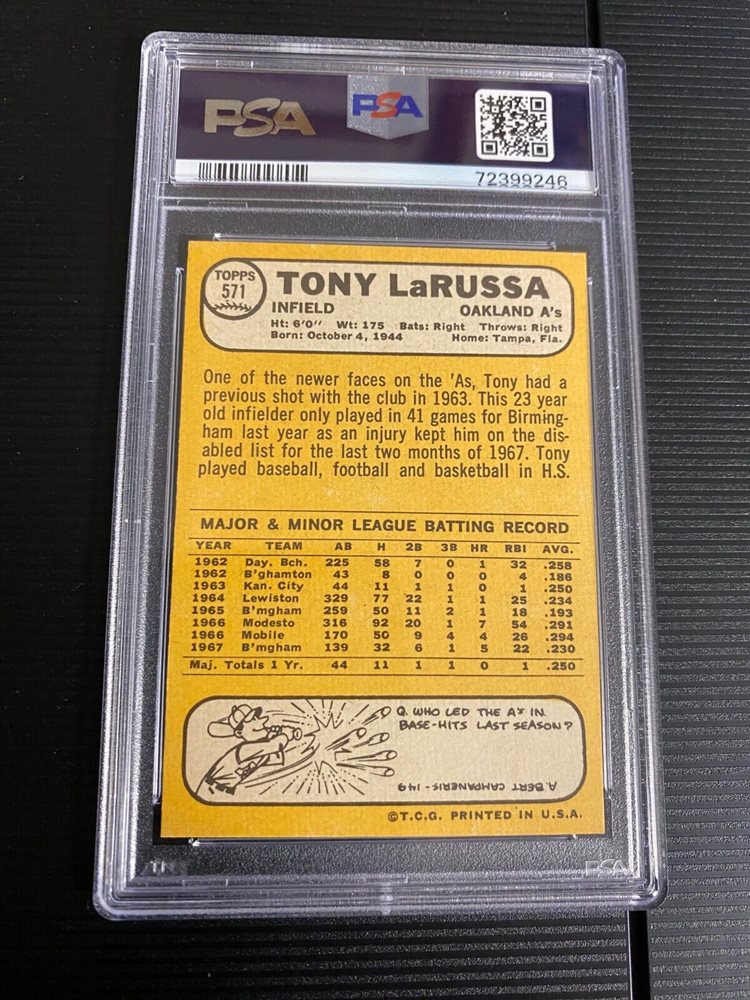 PSA PSA
72399246
TOPPS
571
TONY LaRUSSA
INFIELD OAKLAND A's
Ht: 6'0" Wt: 175 Bats: Right Throws: Right
Born: October 4, 1944 Home: Tampa, Fla.
One of the newer faces on the 'As, Tony had a
previous shot with the club in 1963. This 23 year
old infielder only played in 41 games for Birming-
ham last year as an injury kept him on the dis-
abled list for the last two months of 1967. Tony
played baseball, football and basketball in H.S.
MAJOR & MINOR LEAGUE BATTING RECORD
YEAR TEAM AB H 2B 3B HR RBI AVG.
1962 Day. Bch. 225 58 7 0 1 32 .258
1962 B'ghamton 43 8 0 0 0 4 .186
1963 Kan. City 44 11 1 1 0 1 .250
1964 Lewiston 329 77 22 1 1 25 .234
1965 B'mgham 259 50 11 2 1 18 .193
1966 Modesto 316 92 20 1 7 54 .291
1966 Mobile 170 50 9 4 4 26 .294
1967 B'mgham 139 32 6 1 5 22 .230
Maj. Totals 1 Yr. 44 11 1 1 0 1 .250
Q. WHO LED THE A's IN
BASE-HITS LAST SEASON?
A. BERT CAMPANERIS - 149
©T.C.G. PRINTED IN U.S.A.
PSA